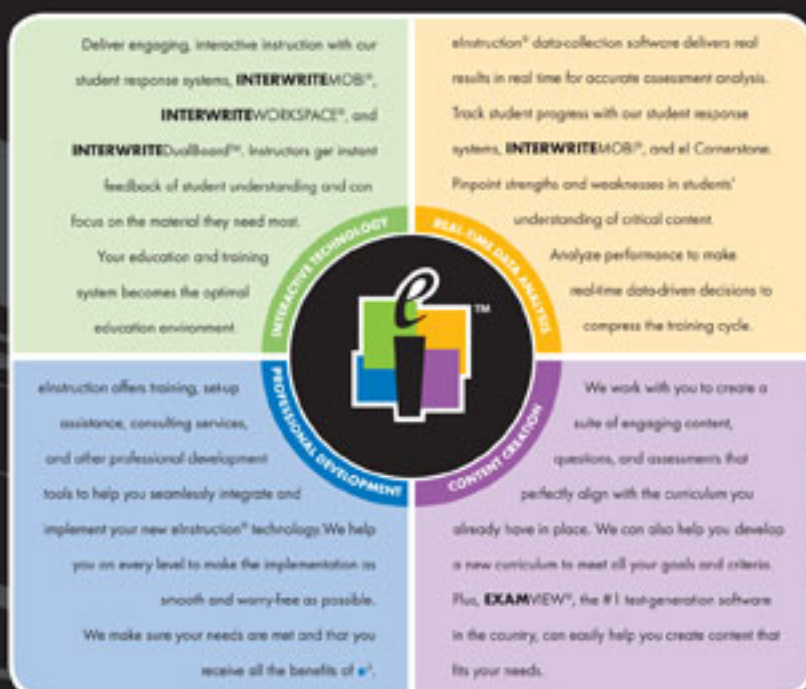 Deliver engaging, interactive instruction with our
student response systems, INTERWRITEMOBI®,
INTERWRITEWORKSPACE®, and
INTERWRITEDualBoard™. Instructors get instant
feedback of student understanding and can
focus on the material they need most.
Your education and training
system becomes the optimal
education environment.
eInstruction® data-collection software delivers real
results in real time for accurate assessment analysis.
Track student progress with our student response
systems, INTERWRITEMOBI®, and eI Cornerstone.
Pinpoint strengths and weaknesses in students'
understanding of critical content.
Analyze performance to make
real-time data-driven decisions to
compress the training cycle.
INTERACTIVE TECHNOLOGY
REAL-TIME DATA ANALYSIS
ei
™
PROFESSIONAL DEVELOPMENT
CONTENT CREATION
eInstruction offers training, set-up
assistance, consulting services,
and other professional development
tools to help you seamlessly integrate and
implement your new eInstruction® technology. We help
you on every level to make the implementation as
smooth and worry-free as possible.
We make sure your needs are met and that you
receive all the benefits of
We work with you to create a
suite of engaging content,
questions, and assessments that
perfectly align with the curriculum you
already have in place. We can also help you develop
a new curriculum to meet all your goals and criteria.
Plus, EXAMVIEW®, the #1 test-generation software
in the country, can easily help you create content that
fits your needs.